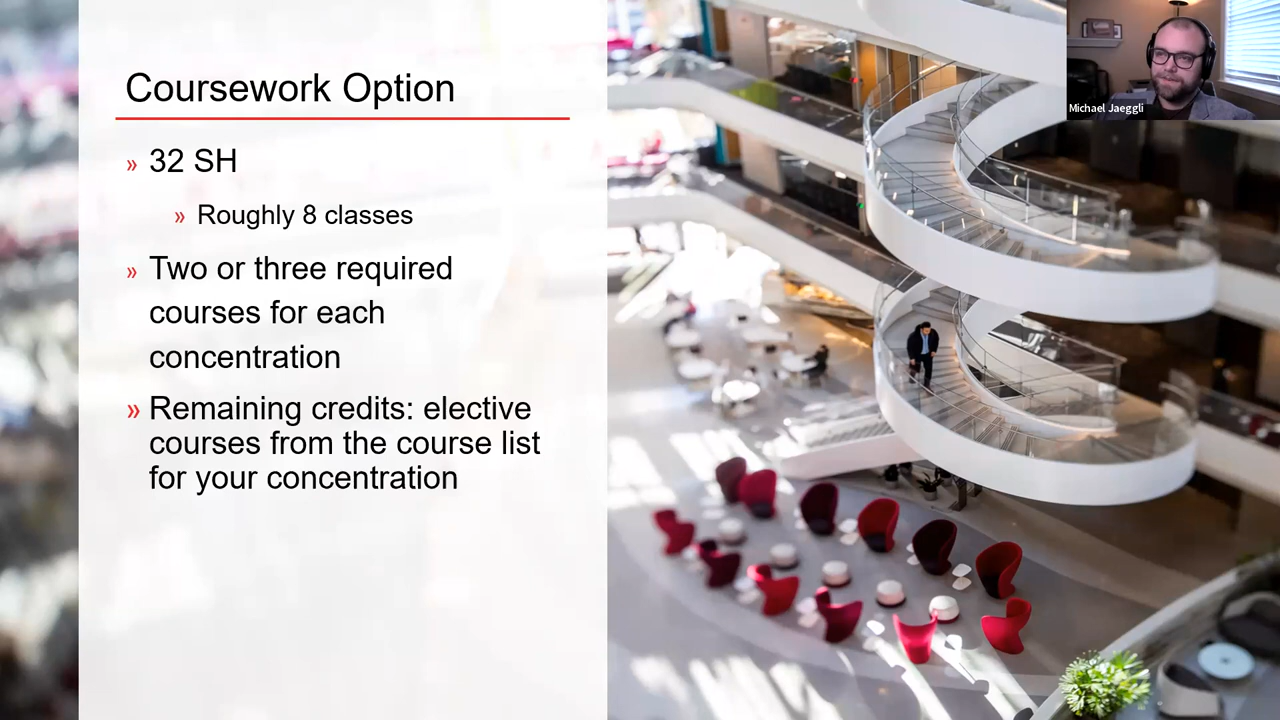 Coursework Option
» 32 SH
» Roughly 8 classes
» Two or three required
courses for each
concentration
» Remaining credits: elective
courses from the course list
for your concentration
Michael Jaeggli